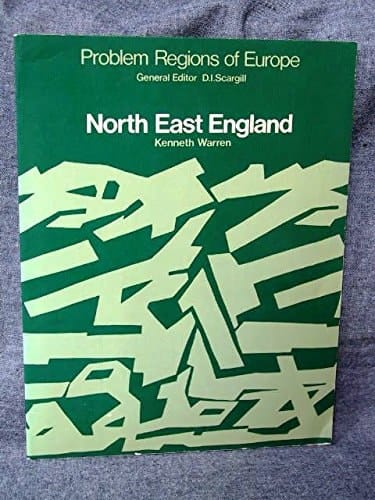 Problem Regions of Europe
General Editor D.I.Scargill
North East England
Kenneth Warren